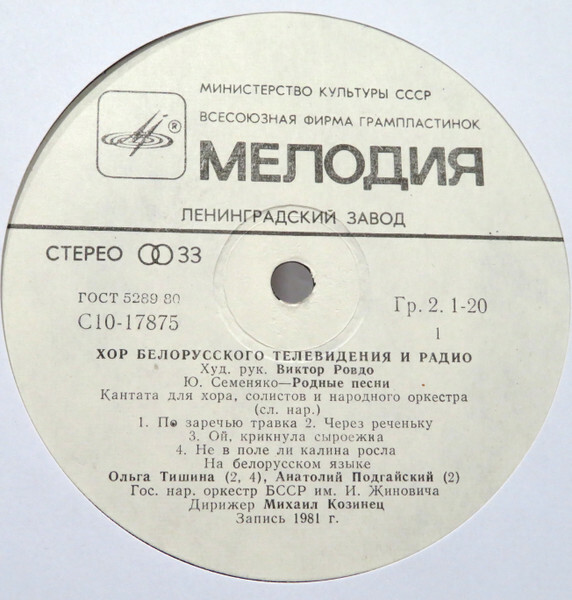 МИНИСТЕРСТВО КУЛЬТУРЫ СССР
ВСЕСОЮЗНАЯ ФИРМА ГРАМПЛАСТИНОК
®
МЕЛОДИЯ
ЛЕНИНГРАДСКИЙ ЗАВОД
СТЕРЕО 33
ГОСТ 5289 80
С10-17875
Гр. 2. 1-20
1
ХОР БЕЛОРУССКОГО ТЕЛЕВИДЕНИЯ И РАДИО
Худ. рук. Виктор Ровдо
Ю. Семеняко—Родные песни
Кантата для хора, солистов и народного оркестра
(сл. нар.)
1. По заречью травка 2. Через реченьку
3. Ой, крикнула сыроежка
4. Не в поле ли калина росла
На белорусском языке
Ольга Тишина (2, 4), Анатолий Подгайский (2)
Гос. нар. оркестр БССР им. И. Жиновича
Дирижер Михаил Козинец
Запись 1981 г.